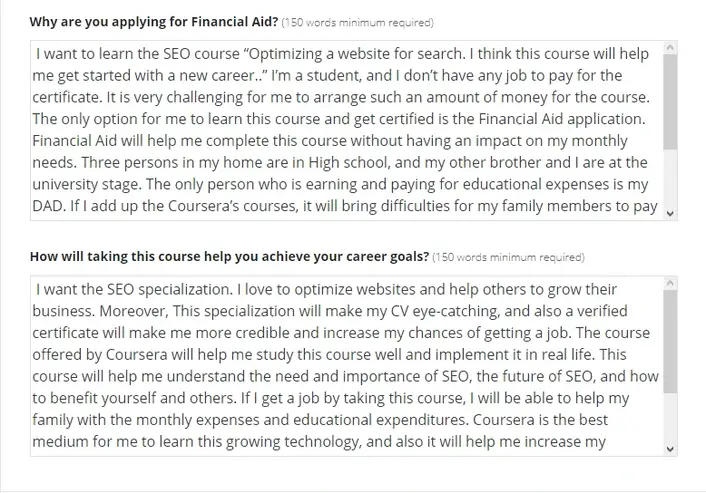 Why are you applying for Financial Aid? (150 words minimum required)
I want to learn the SEO course “Optimizing a website for search. I think this course will help
me get started with a new career..” I’m a student, and I don’t have any job to pay for the
certificate. It is very challenging for me to arrange such an amount of money for the course.
The only option for me to learn this course and get certified is the Financial Aid application.
Financial Aid will help me complete this course without having an impact on my monthly
needs. Three persons in my home are in High school, and my other brother and I are at the
university stage. The only person who is earning and paying for educational expenses is my
DAD. If I add up the Coursera’s courses, it will bring difficulties for my family members to pay
How will taking this course help you achieve your career goals? (150 words minimum required)
I want the SEO specialization. I love to optimize websites and help others to grow their
business. Moreover, This specialization will make my CV eye-catching, and also a verified
certificate will make me more credible and increase my chances of getting a job. The course
offered by Coursera will help me study this course well and implement it in real life. This
course will help me understand the need and importance of SEO, the future of SEO, and how
to benefit yourself and others. If I get a job by taking this course, I will be able to help my
family with the monthly expenses and educational expenditures. Coursera is the best
medium for me to learn this growing technology, and also it will help me increase my